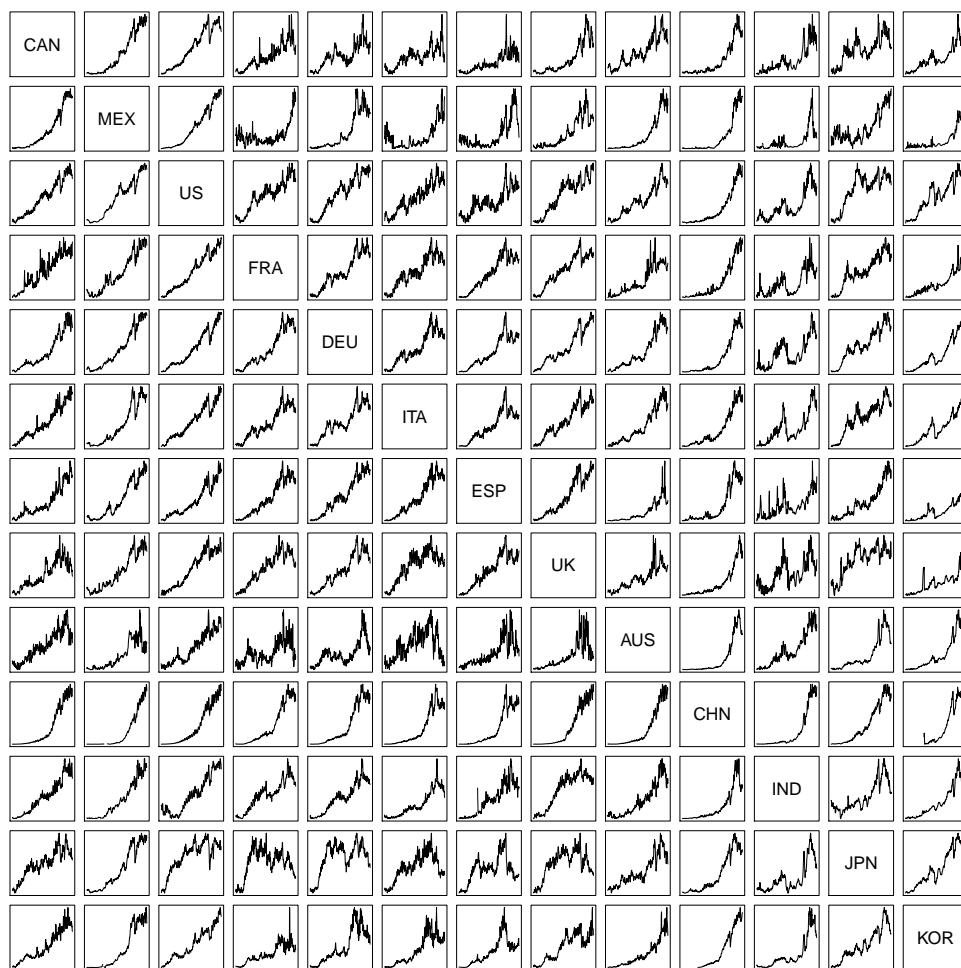 CAN
MEX
US
FRA
DEU
ITA
ESP
UK
AUS
CHN
IND
JPN
KOR